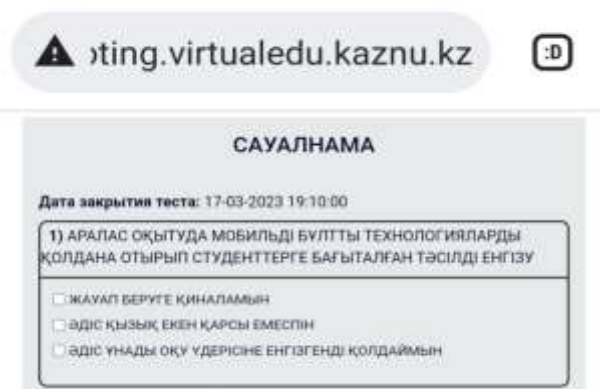 oting.virtualedu.kaznu.kz
:D
САУАЛНАМА
Дата закрытия теста: 17-03-2023 19:10:00
1) АРАЛАС ОҚЫТУДА МОБИЛЬДІ БҰЛТТЫ ТЕХНОЛОГИЯЛАРДЫ
ҚОЛДАНА ОТЫРЫП СТУДЕНТТЕРГЕ БАҒЫТАЛҒАН ТӘСІЛДІ ЕНГІЗУ
ЖАУАП БЕРУГЕ ҚИНАЛАМЫН
ӘДІС ҚЫЗЫҚ ЕКЕН ҚАРСЫ ЕМЕСПІН
ӘДІС ҰНАДЫ ОҚУ ҮДЕРІСІНЕ ЕНГІЗГЕНДІ ҚОЛДАЙМЫН